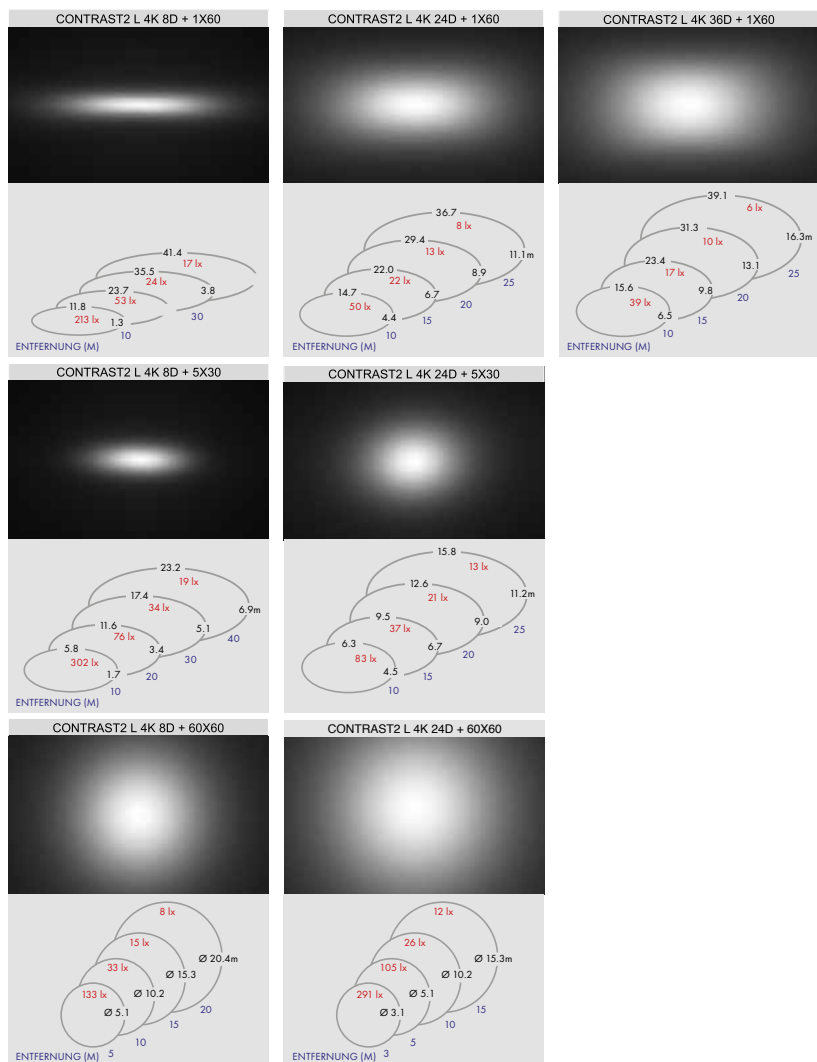 CONTRAST2 L 4K 8D + 1X60
41.4
17 lx
35.5
24 lx
3.8
23.7
53 lx
30
11.8
213 lx
1.3
10
ENTFERNUNG (M)
CONTRAST2 L 4K 24D + 1X60
36.7
8 lx
29.4
13 lx
11.1m
22.0
22 lx
8.9
25
14.7
50 lx
6.7
20
4.4
15
10
ENTFERNUNG (M)
CONTRAST2 L 4K 36D + 1X60
39.1
6 lx
31.3
10 lx
16.3m
23.4
17 lx
13.1
25
15.6
39 lx
9.8
20
6.5
15
10
ENTFERNUNG (M)
CONTRAST2 L 4K 8D + 5X30
23.2
19 lx
17.4
34 lx
6.9m
11.6
76 lx
5.1
40
5.8
302 lx
3.4
30
1.7
20
10
ENTFERNUNG (M)
CONTRAST2 L 4K 24D + 5X30
15.8
13 lx
12.6
21 lx
11.2m
9.5
37 lx
9.0
25
6.3
83 lx
6.7
20
4.5
15
10
ENTFERNUNG (M)
CONTRAST2 L 4K 8D + 60X60
8 lx
15 lx
Ø 20.4m
33 lx
Ø 15.3
133 lx
Ø 10.2
20
Ø 5.1
15
10
ENTFERNUNG (M) 5
CONTRAST2 L 4K 24D + 60X60
12 lx
26 lx
Ø 15.3m
105 lx
Ø 10.2
291 lx
Ø 5.1
15
Ø 3.1
10
5
ENTFERNUNG (M) 3